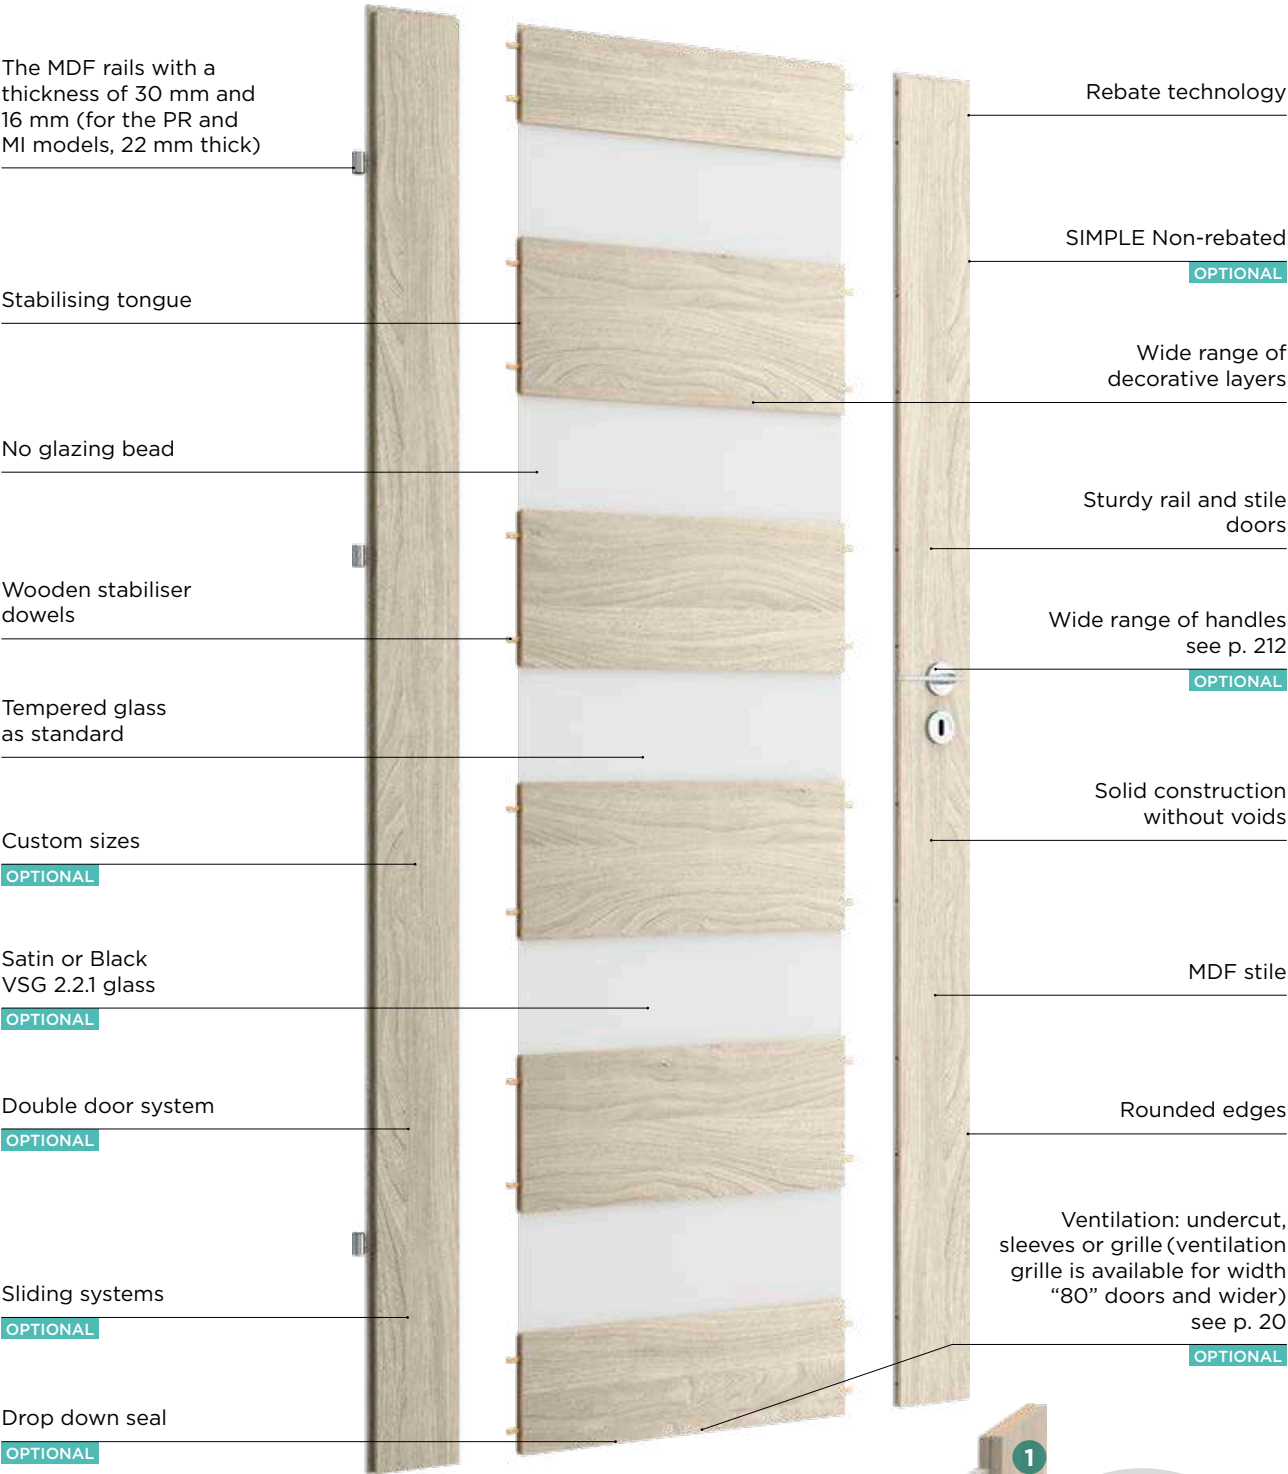 The MDF rails with a
thickness of 30 mm and
16 mm (for the PR and
MI models, 22 mm thick)
Stabilising tongue
No glazing bead
Wooden stabiliser
dowels
Tempered glass
as standard
Custom sizes
OPTIONAL
Satin or Black
VSG 2.2.1 glass
OPTIONAL
Double door system
OPTIONAL
Sliding systems
OPTIONAL
Drop down seal
OPTIONAL
Rebate technology
SIMPLE Non-rebated
OPTIONAL
Wide range of
decorative layers
Sturdy rail and stile
doors
Wide range of handles
see p. 212
OPTIONAL
Solid construction
without voids
MDF stile
Rounded edges
Ventilation: undercut,
sleeves or grille (ventilation
grille is available for width
“80” doors and wider)
see p. 20
OPTIONAL
1